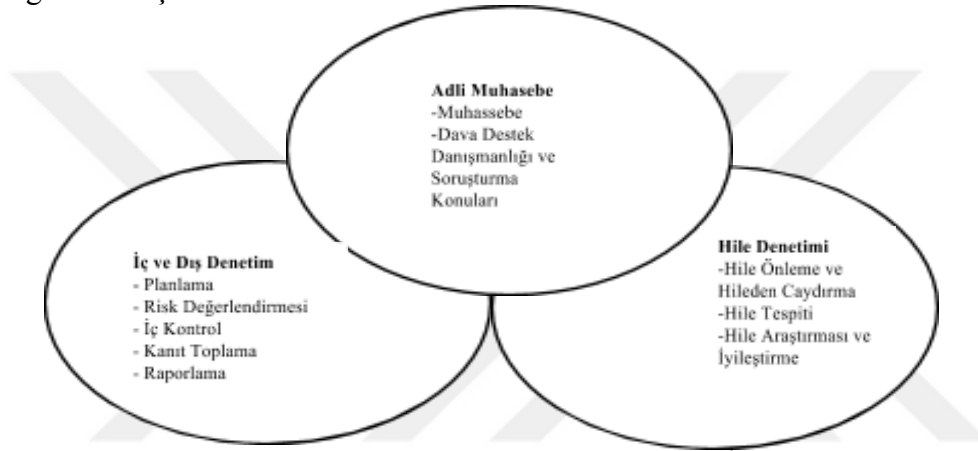 Adli Muhasebe
-Muhassebe
-Dava Destek
Danışmanlığı ve
Soruşturma
Konuları
İç ve Dış Denetim
- Planlama
- Risk Değerlendirmesi
- İç Kontrol
- Kanıt Toplama
- Raporlama
Hile Denetimi
-Hile Önleme ve
Hileden Caydırma
-Hile Tespiti
-Hile Araştırması ve
İyileştirme